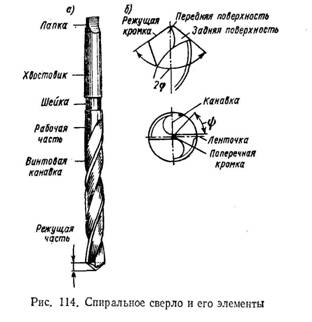 а)
Лапка
Хвостовик
Шейка
Рабочая
часть
Винтовая
канавка
Режущая
часть
б)
Режущая
кромка
Передняя поверхность
Задняя поверхность
2φ
Канавка
ψ
Ленточка
Поперечная
кромка
Рис. 114. Спиральное сверло и его элементы